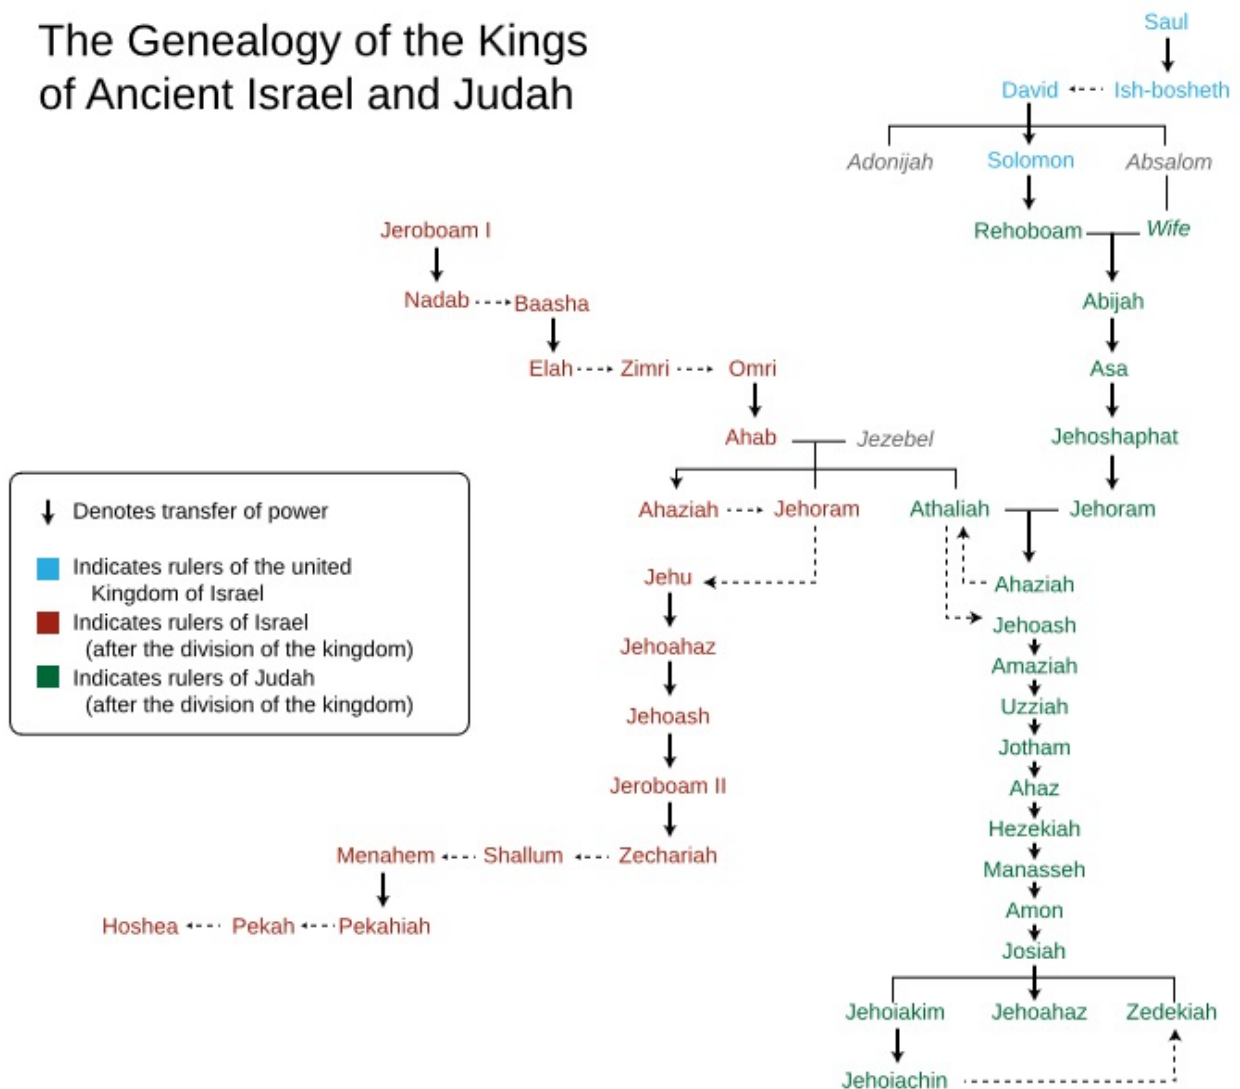 The Genealogy of the Kings
of Ancient Israel and Judah
Saul
David Ish-bosheth
Adonijah Solomon Absalom
Jeroboam I Rehoboam Wife
Nadab Baasha Abijah
Elah Zimri Omri Asa
Ahab Jezebel Jehoshaphat
Ahaziah Jehoram Athaliah Jehoram
Denotes transfer of power
Indicates rulers of the united
Kingdom of Israel
Indicates rulers of Israel
(after the division of the kingdom)
Indicates rulers of Judah
(after the division of the kingdom)
Jehu Ahaziah
Jehoash
Jehoahaz Amaziah
Uzziah
Jehoash Jotham
Jeroboam II Ahaz
Hezekiah
Menahem Shallum Zechariah Manasseh
Hoshea Pekah Pekahiah Amon
Josiah
Jehoiakim Jehoahaz Zedekiah
Jehoiachin